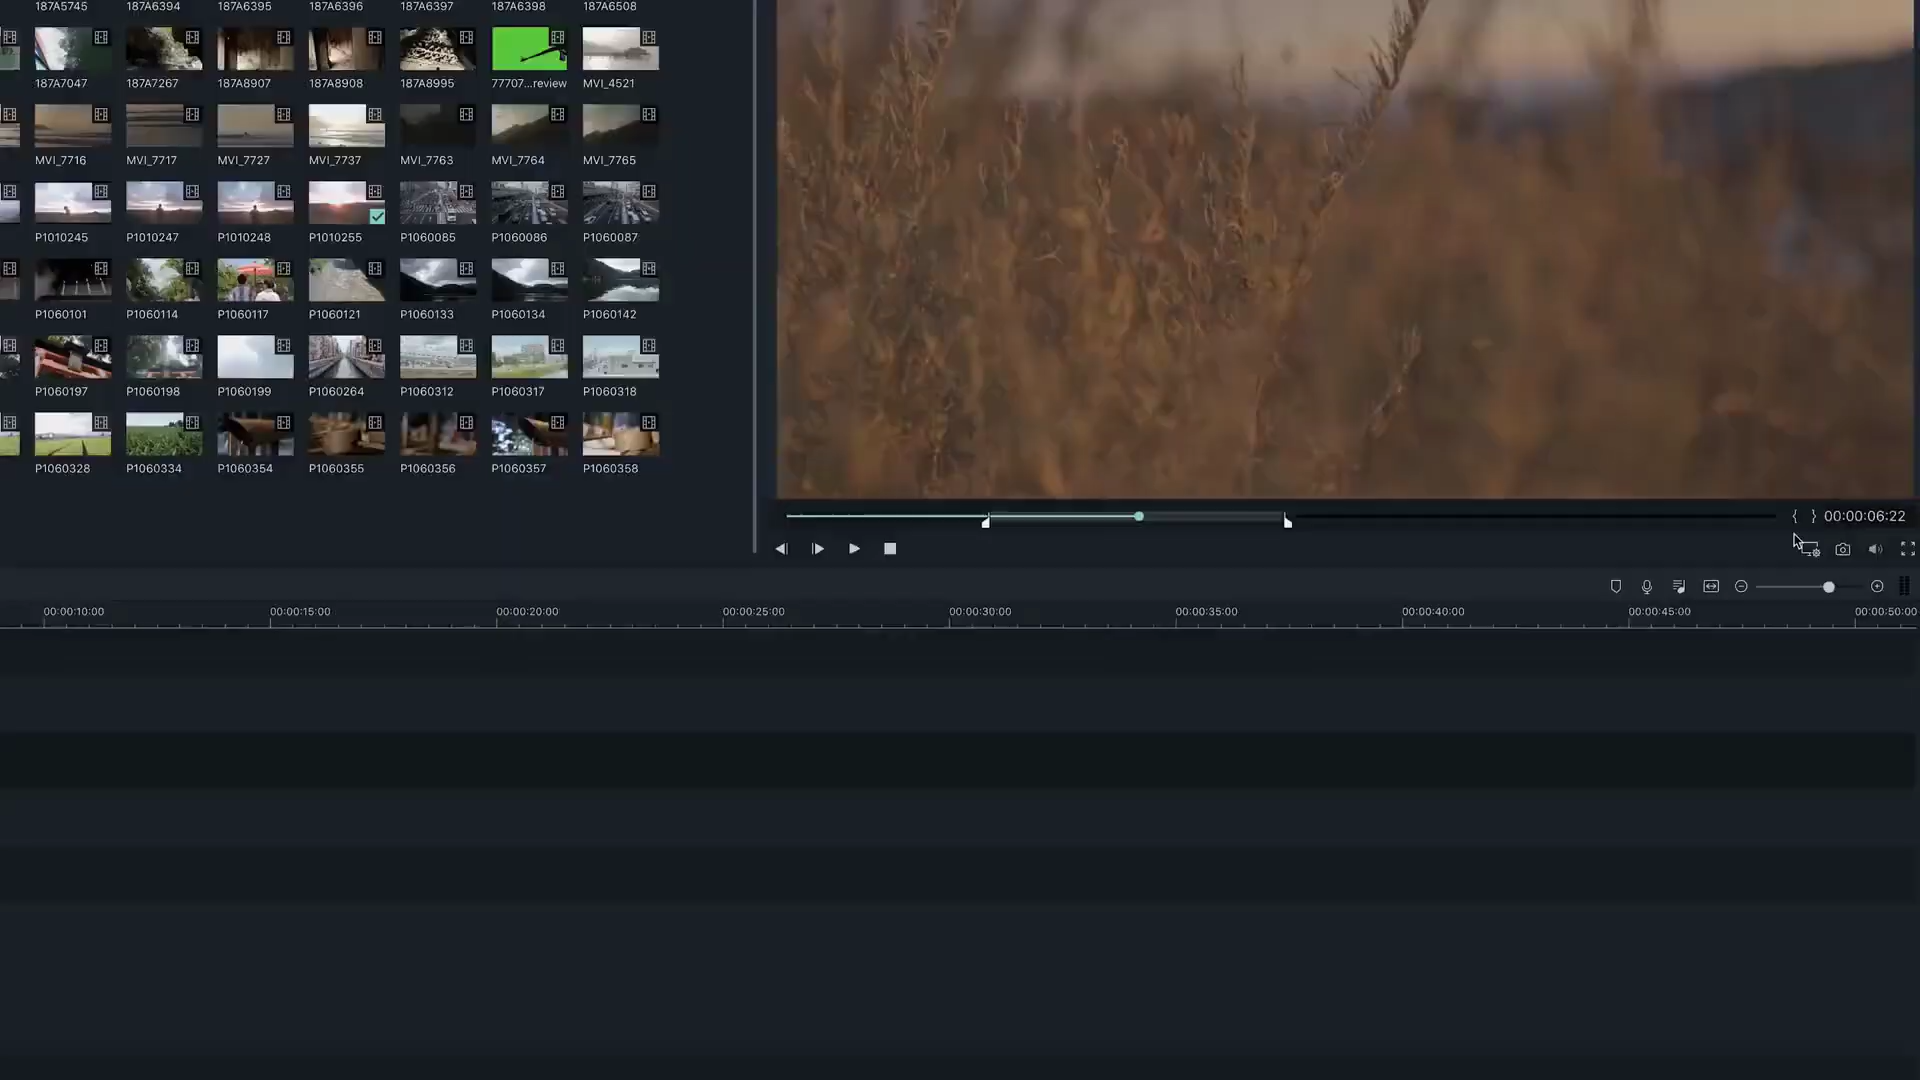 187A5745 187A6394 187A6395 187A6396 187A6397 187A6398 187A6508
187A7047 187A7267 187A8907 187A8908 187A8995 77707...review MVI_4521
MVI_7716 MVI_7717 MVI_7727 MVI_7737 MVI_7763 MVI_7764 MVI_7765
P1010245 P1010247 P1010248 P1010255 P1060085 P1060086 P1060087
P1060101 P1060114 P1060117 P1060121 P1060133 P1060134 P1060142
P1060197 P1060198 P1060199 P1060264 P1060312 P1060317 P1060318
P1060328 P1060334 P1060354 P1060355 P1060356 P1060357 P1060358
{ } 00:00:06:22
00:00:10:00 00:00:15:00 00:00:20:00 00:00:25:00 00:00:30:00 00:00:35:00 00:00:40:00 00:00:45:00 00:00:50:00